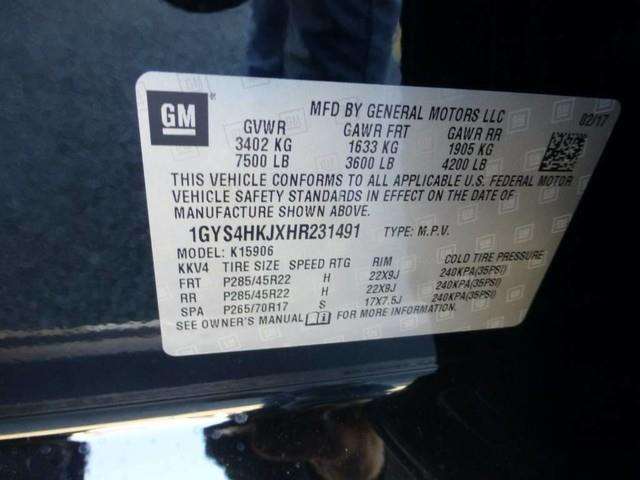 GM
MFD BY GENERAL MOTORS LLC
02/17
GVWR GAWR FRT GAWR RR
3402 KG 1633 KG 1905 KG
7500 LB 3600 LB 4200 LB
THIS VEHICLE CONFORMS TO ALL APPLICABLE U.S. FEDERAL MOTOR
VEHICLE SAFETY STANDARDS IN EFFECT ON THE DATE OF
MANUFACTURE SHOWN ABOVE.
1GYS4HKJXHR231491 TYPE: M.P.V.
MODEL: K15906
KKV4 TIRE SIZE SPEED RTG RIM COLD TIRE PRESSURE
FRT P285/45R22 H 22X9J 240KPA(35PSI)
RR P285/45R22 H 22X9J 240KPA(35PSI)
SPA P265/70R17 S 17X7.5J 240KPA(35PSI)
SEE OWNER'S MANUAL FOR MORE INFORMATION.